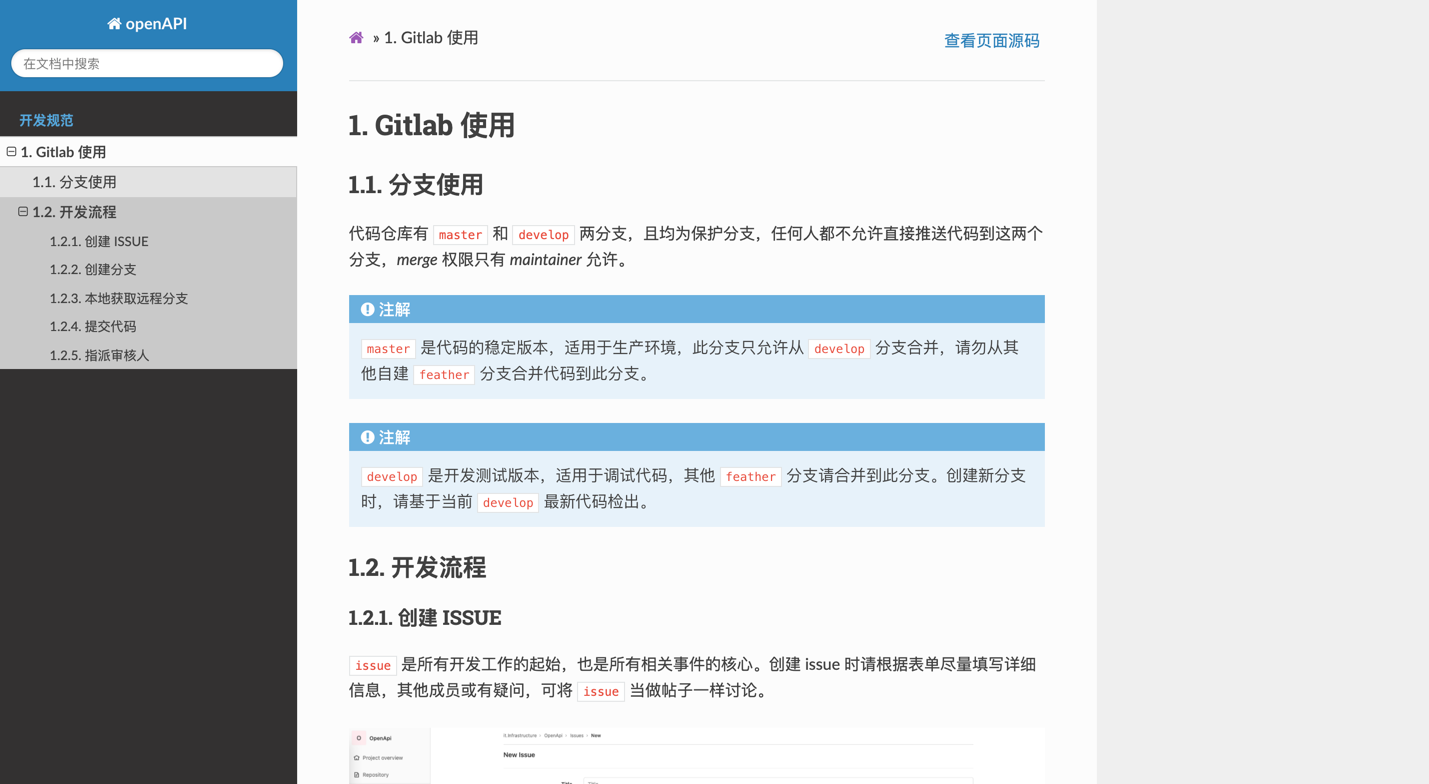 openAPI
在文档中搜索
开发规范
1. Gitlab 使用
1.1. 分支使用
1.2. 开发流程
1.2.1. 创建 ISSUE
1.2.2. 创建分支
1.2.3. 本地获取远程分支
1.2.4. 提交代码
1.2.5. 指派审核人
» 1. Gitlab 使用
查看页面源码
1. Gitlab 使用
1.1. 分支使用
代码仓库有 master 和 develop 两分支，且均为保护分支，任何人都不允许直接推送代码到这两个
分支，merge 权限只有 maintainer 允许。
注解
master 是代码的稳定版本，适用于生产环境，此分支只允许从 develop 分支合并，请勿从其
他自建 feather 分支合并代码到此分支。
注解
develop 是开发测试版本，适用于调试代码，其他 feather 分支请合并到此分支。创建新分支
时，请基于当前 develop 最新代码检出。
1.2. 开发流程
1.2.1. 创建 ISSUE
issue 是所有开发工作的起始，也是所有相关事件的核心。创建 issue 时请根据表单尽量填写详细
信息，其他成员或有疑问，可将 issue 当做帖子一样讨论。
O OpenApi
Project overview
Repository
IT-Infrastructure › OpenApi › Issues › New
New Issue